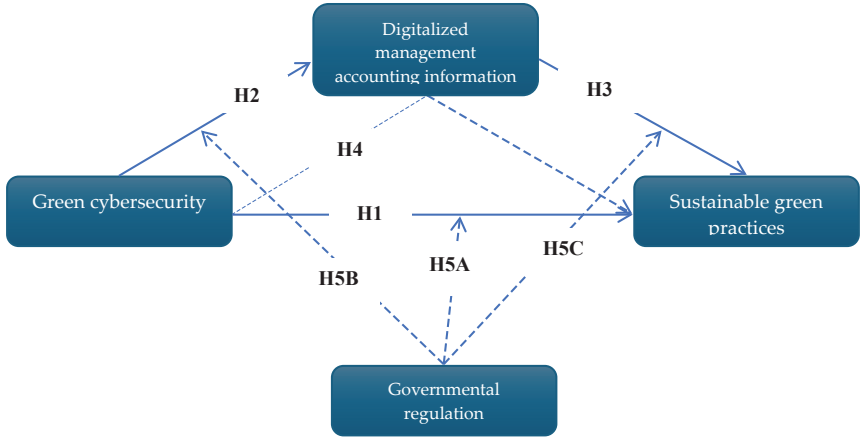 Digitalized
management
accounting information
H2
H3
H4
Green cybersecurity
Sustainable green
practices
H1
H5C
H5A
H5B
Governmental
regulation